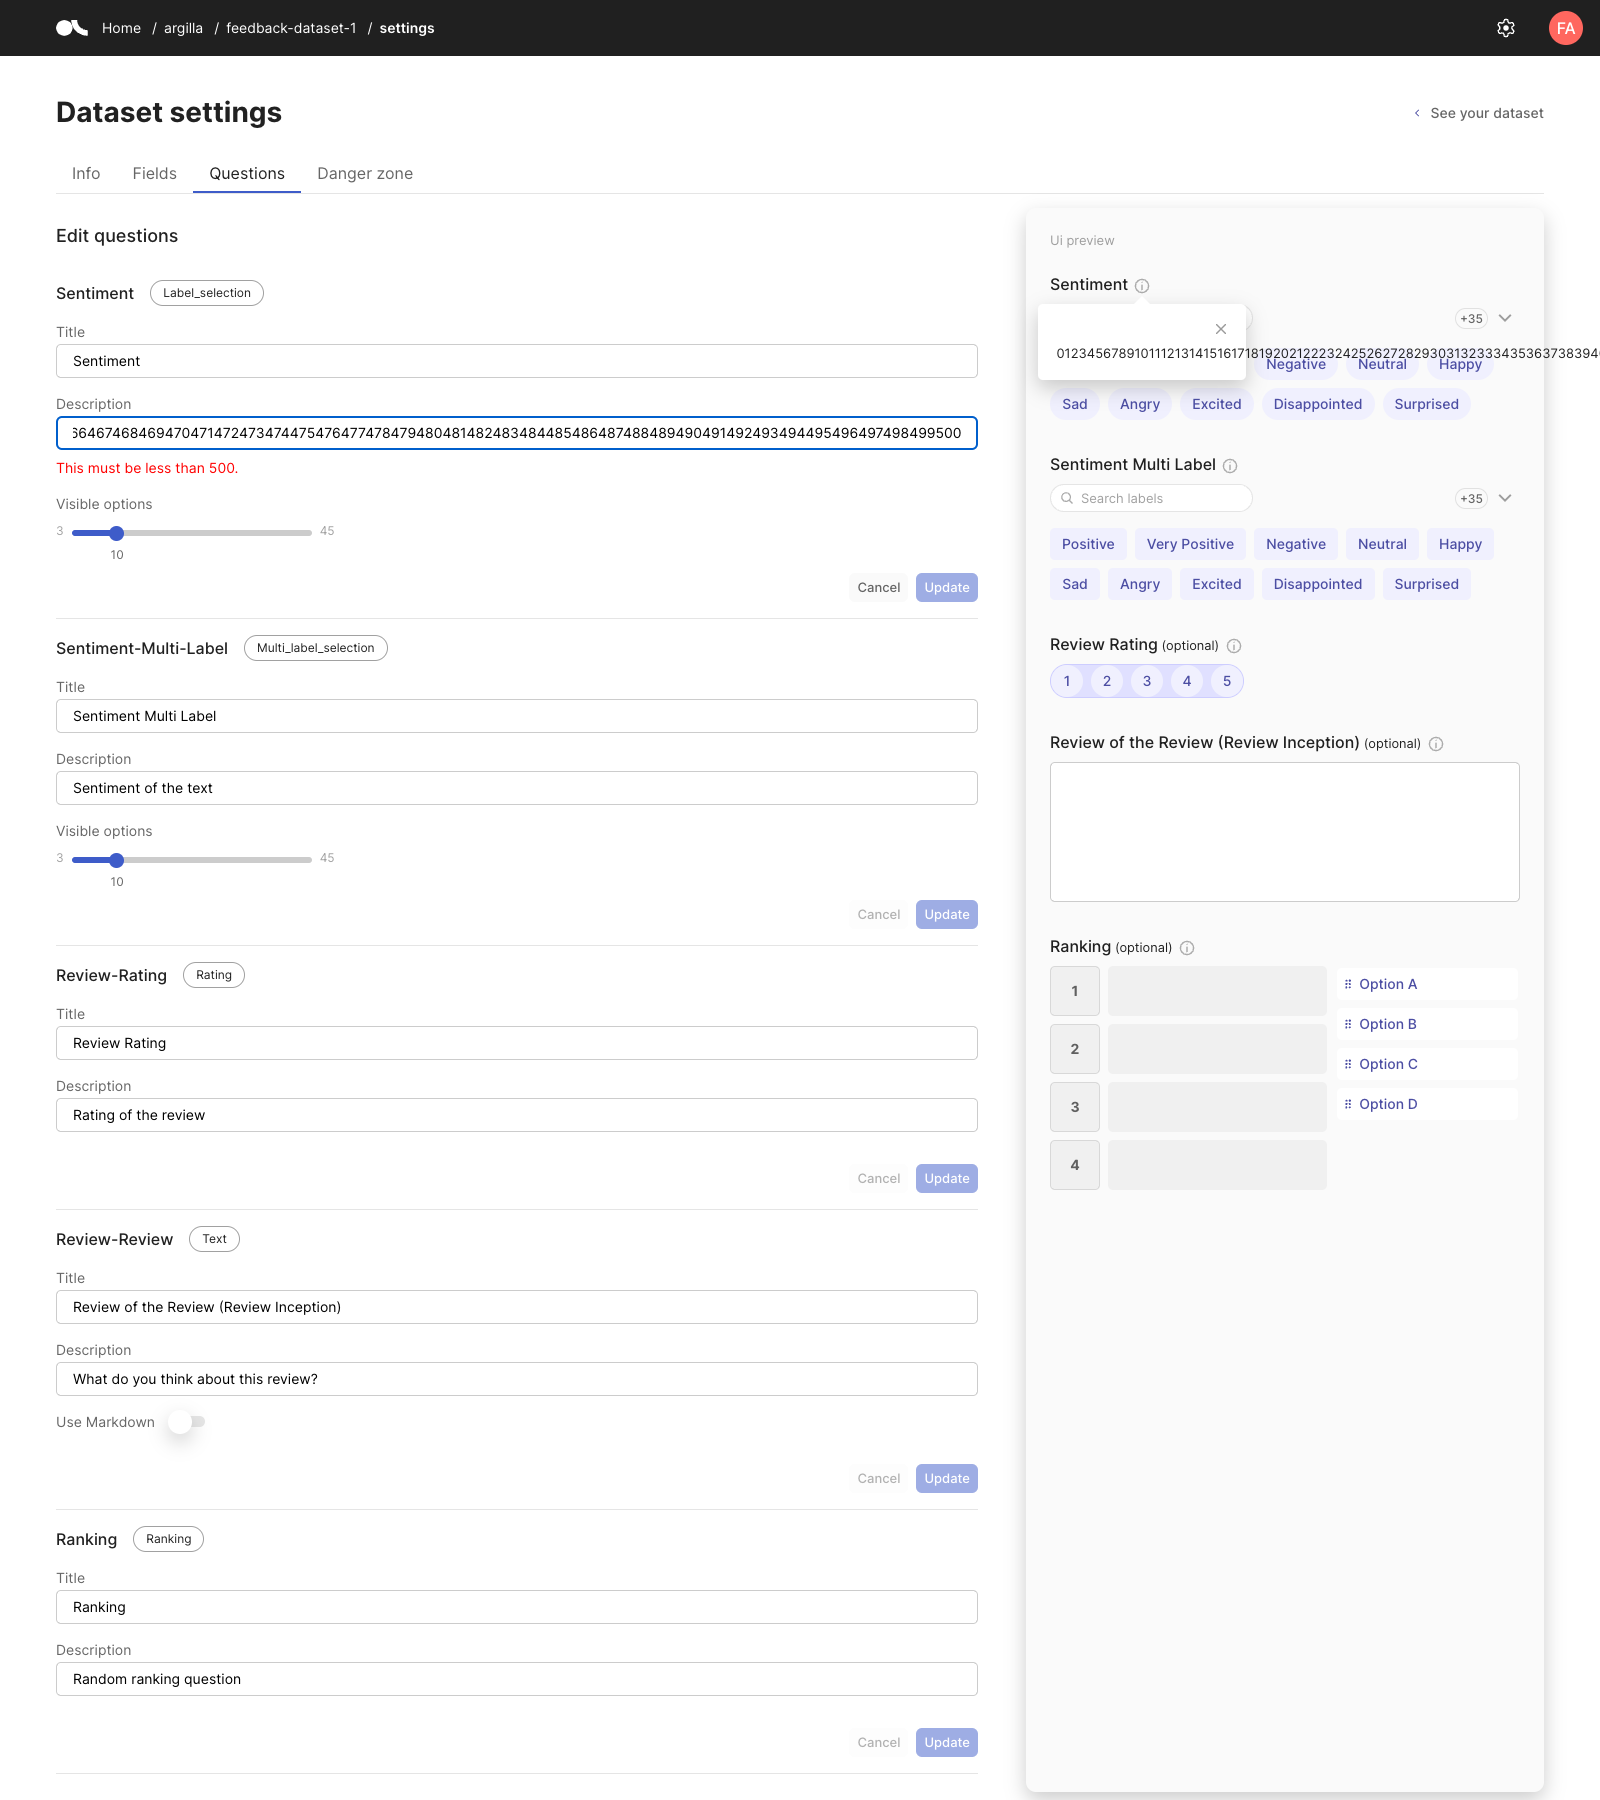 Home / argilla / feedback-dataset-1 / settings
FA
Dataset settings
See your dataset
Info
Fields
Questions
Danger zone
Edit questions
Sentiment
Label_selection
Title
Sentiment
Description
6646746846947047147247347447547647747847948048148248348448548648748848949049149249349449549649749849 9500
This must be less than 500.
Visible options
3
45
10
Cancel
Update
Sentiment-Multi-Label
Multi_label_selection
Title
Sentiment Multi Label
Description
Sentiment of the text
Visible options
3
45
10
Cancel
Update
Review-Rating
Rating
Title
Review Rating
Description
Rating of the review
Cancel
Update
Review-Review
Text
Title
Review of the Review (Review Inception)
Description
What do you think about this review?
Use Markdown
Cancel
Update
Ranking
Ranking
Title
Ranking
Description
Random ranking question
Cancel
Update
Ui preview
Sentiment
+35
0123456789101112131415161718192021222324252627282930313233343536373839 4
Negative Neutral Happy
Sad Angry Excited Disappointed Surprised
Sentiment Multi Label
Search labels
+35
Positive Very Positive Negative Neutral Happy
Sad Angry Excited Disappointed Surprised
Review Rating (optional)
1 2 3 4 5
Review of the Review (Review Inception) (optional)
Ranking (optional)
1
2
3
4
Option A
Option B
Option C
Option D